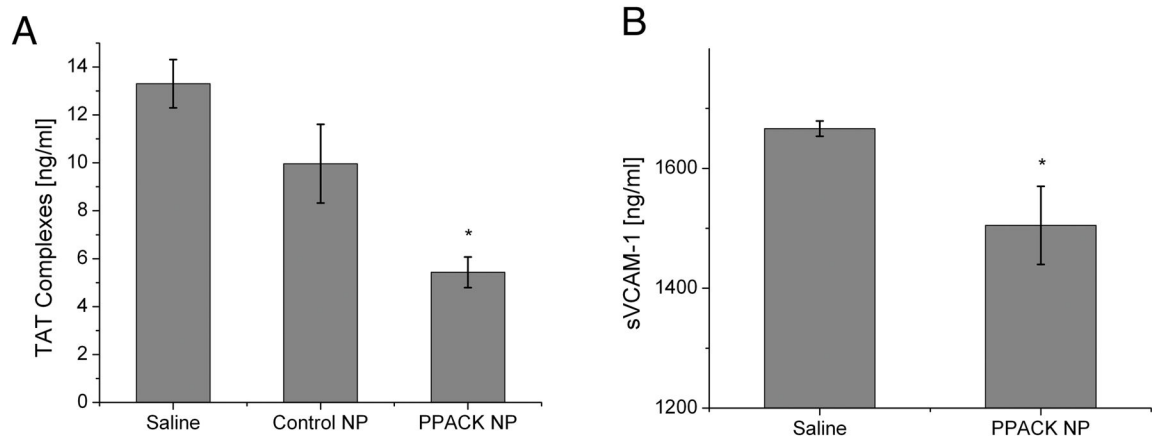 A
TAT Complexes [ng/ml]
14
12
10
8
6
4
2
0
*
Saline
Control NP
PPACK NP
B
sVCAM-1 [ng/ml]
1600
1400
1200
*
Saline
PPACK NP